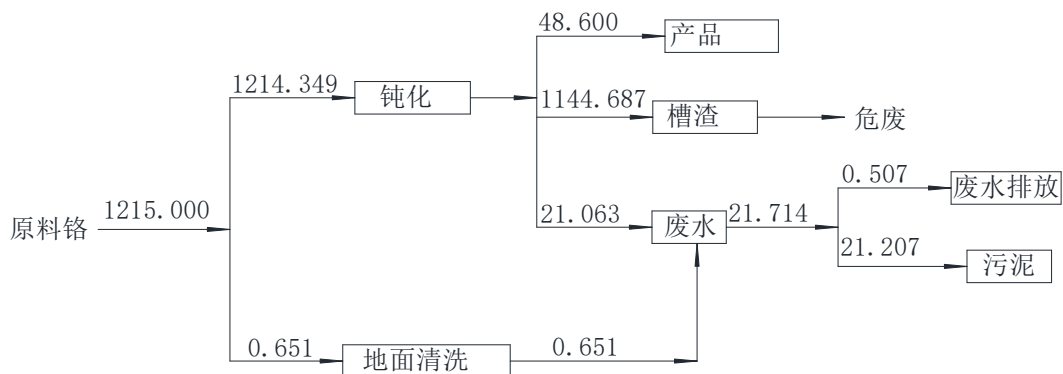 48.600
产品
1214.349
钝化
1144.687
槽渣
危废
0.507
废水排放
原料铬
1215.000
21.063
废水
21.714
21.207
污泥
0.651
地面清洗
0.651